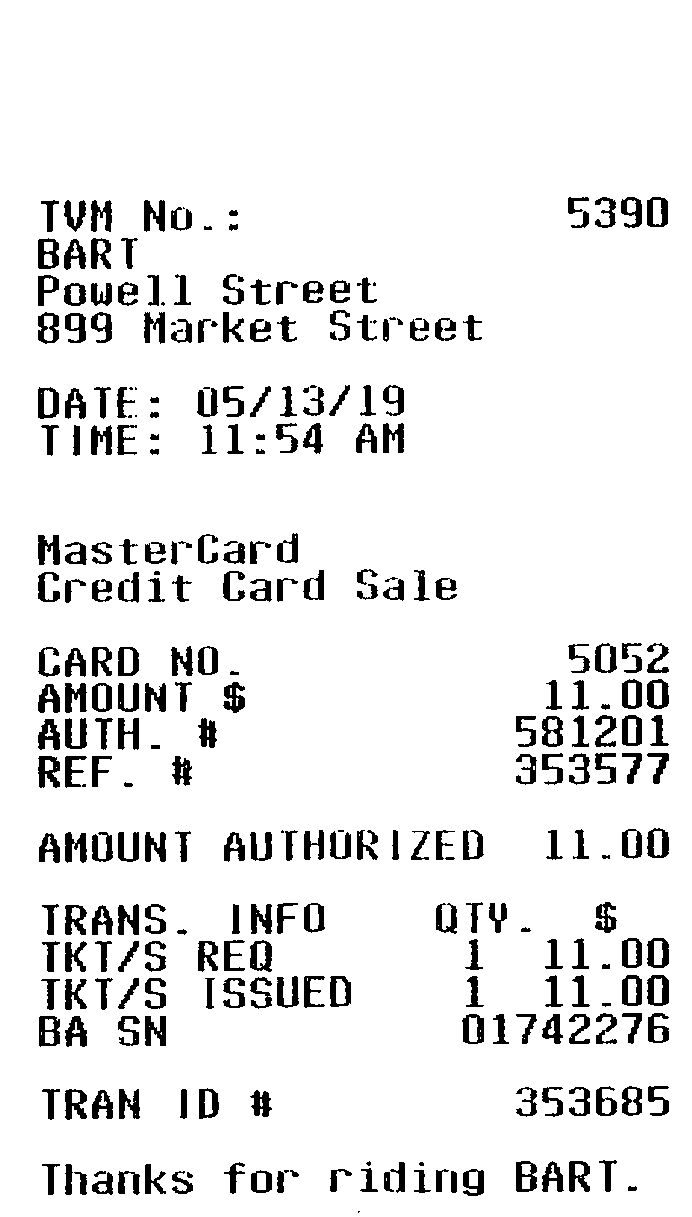 TVM No.: 5390
BART
Powell Street
899 Market Street
DATE: 05/13/19
TIME: 11:54 AM
MasterCard
Credit Card Sale
CARD NO. 5052
AMOUNT $ 11.00
AUTH. # 581201
REF. # 353577
AMOUNT AUTHORIZED 11.00
TRANS. INFO QTY. $
TKT/S REQ 1 11.00
TKT/S ISSUED 1 11.00
BA SN 01742276
TRAN ID # 353685
Thanks for riding BART.